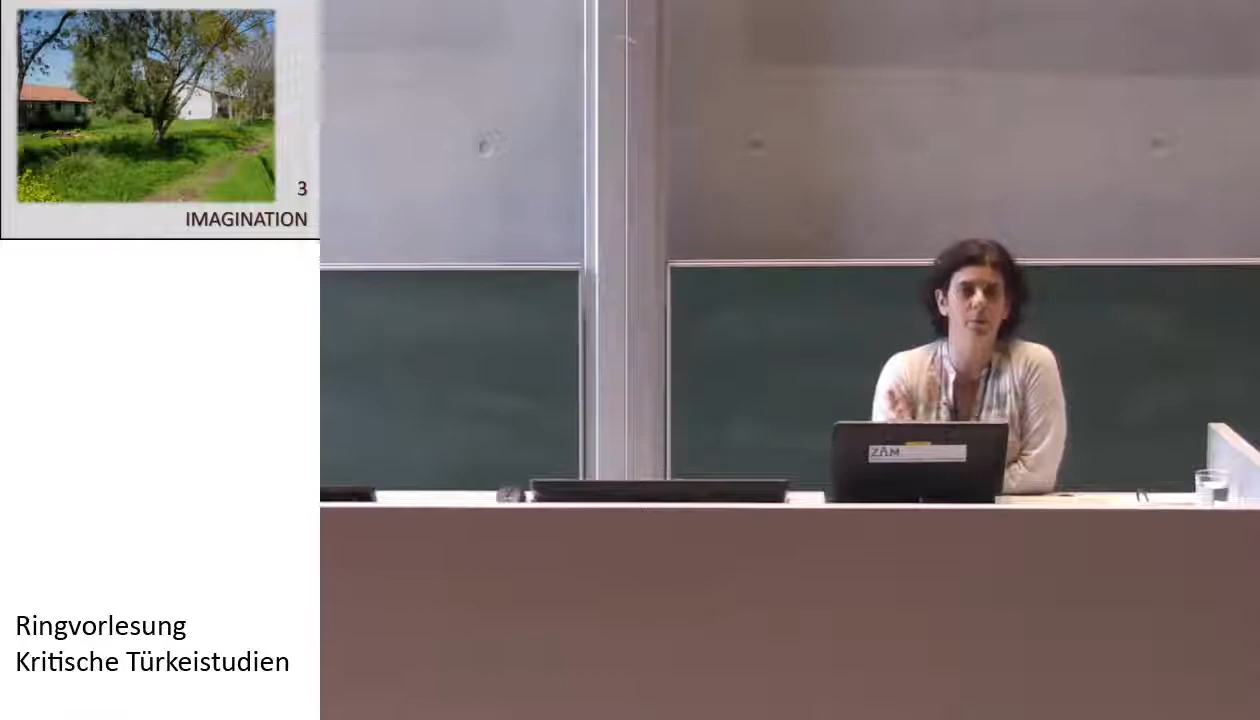 3
IMAGINATION
ZAM
Ringvorlesung
Kritische Türkeistudien